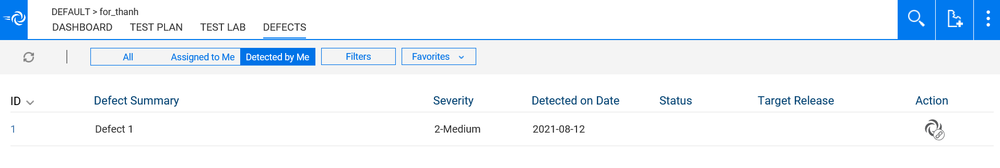 DEFAULT > for_thanh
DASHBOARD TEST PLAN TEST LAB DEFECTS
All Assigned to Me Detected by Me Filters Favorites
ID Defect Summary Severity Detected on Date Status Target Release Action
1 Defect 1 2-Medium 2021-08-12